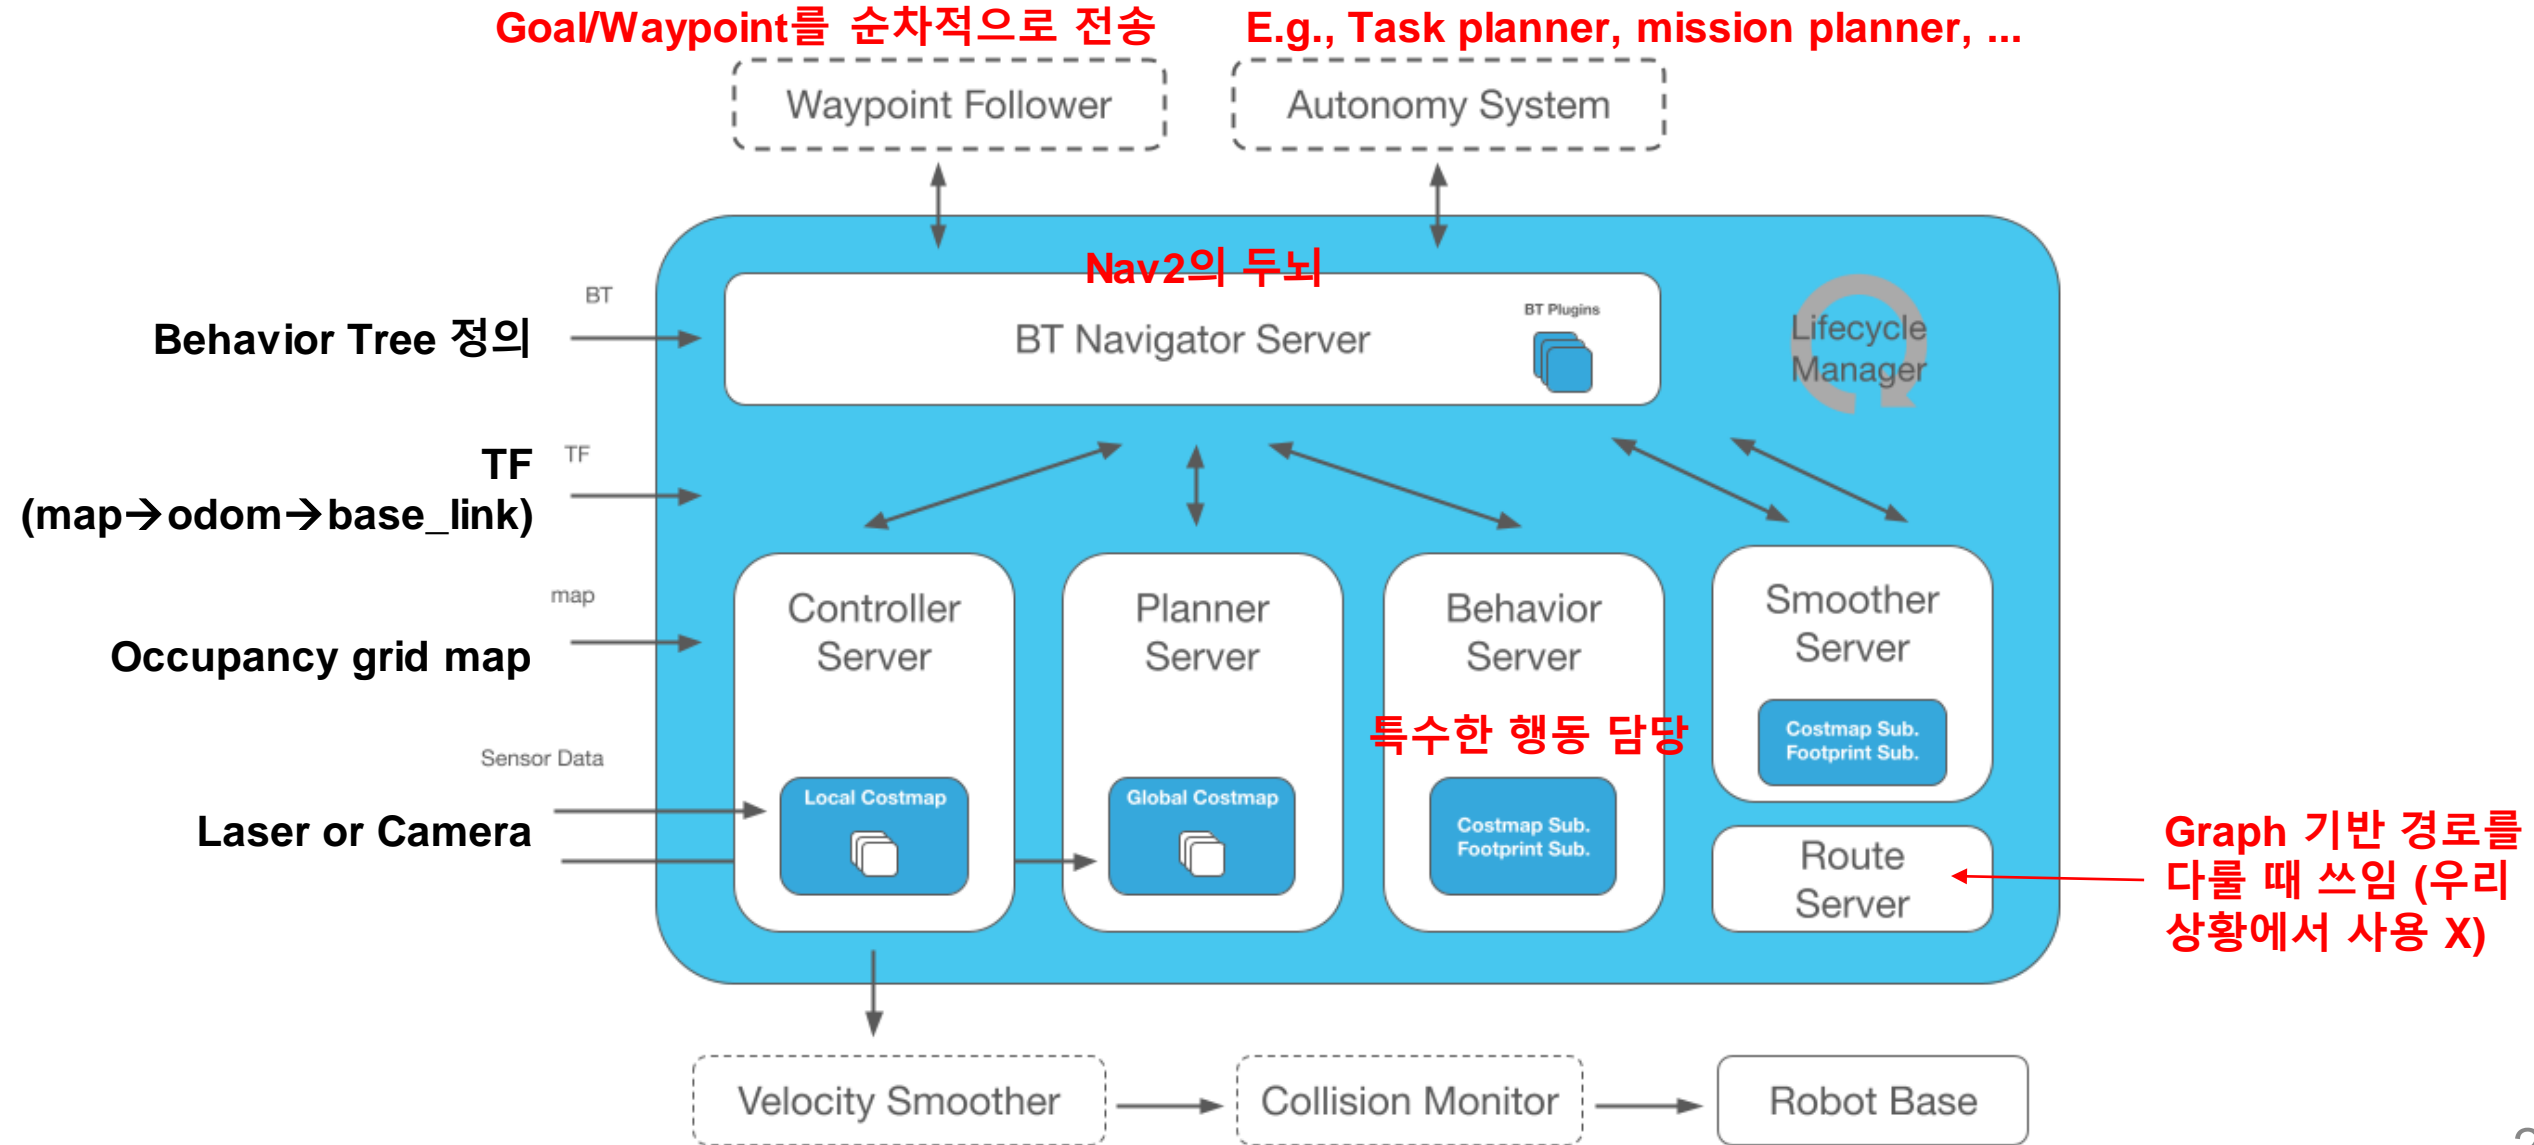 Goal/Waypoint를 순차적으로 전송
E.g., Task planner, mission planner, ...
Waypoint Follower
Autonomy System
Nav2의 두뇌
BT
Behavior Tree 정의
BT Navigator Server
BT Plugins
Lifecycle
Manager
TF
TF
(map→odom→base_link)
map
Occupancy grid map
Sensor Data
Laser or Camera
Controller
Server
Local Costmap
Planner
Server
Global Costmap
Behavior
Server
특수한 행동 담당
Costmap Sub.
Footprint Sub.
Smoother
Server
Costmap Sub.
Footprint Sub.
Route
Server
Graph 기반 경로를
다룰 때 쓰임 (우리
상황에서 사용 X)
Velocity Smoother
Collision Monitor
Robot Base